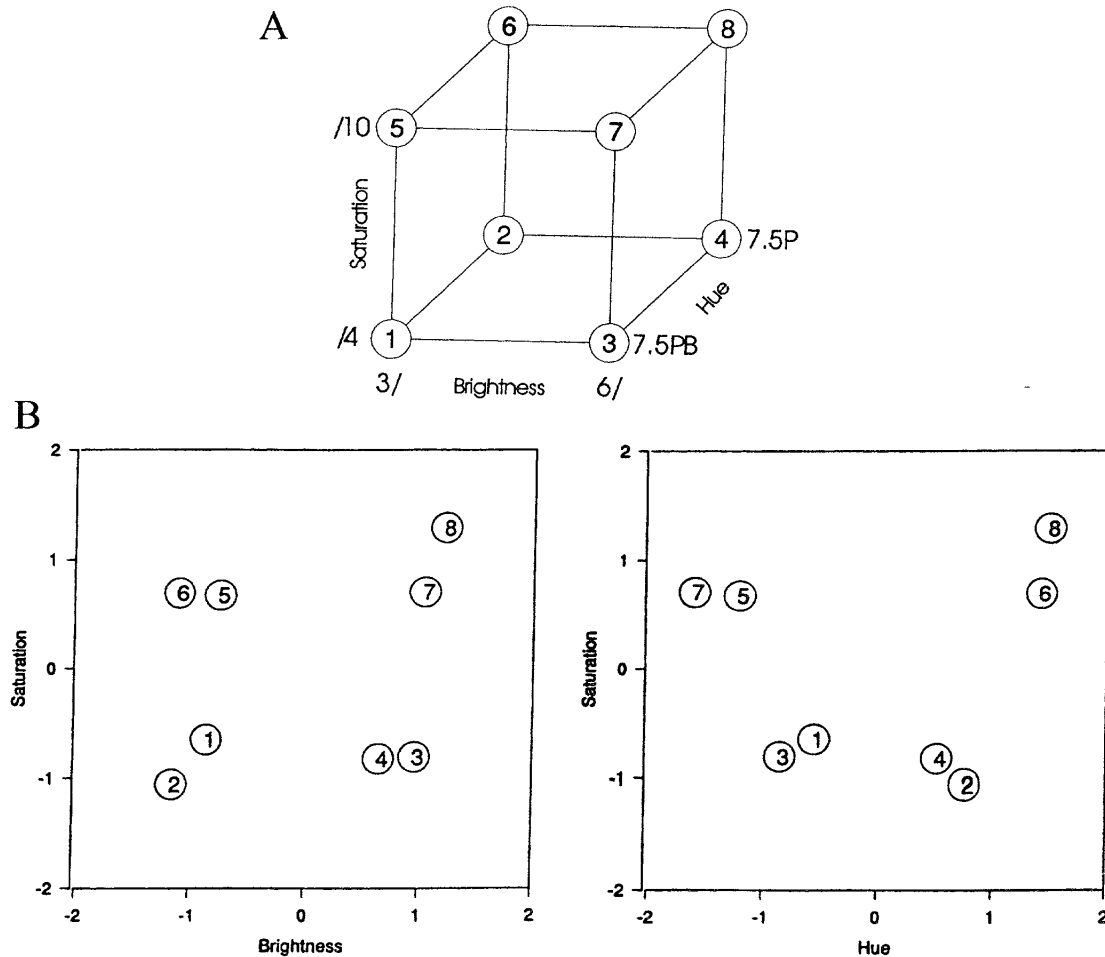 A
6 8
/10 5 7
Saturation
2 4 7.5P
Hue
/4 1 3 7.5PB
3/ Brightness 6/
B
2
1
0
-1
-2
Saturation
8
6 5 7
1
4 3
2
-2 -1 0 1 2
Brightness
2
1
0
-1
-2
Saturation
8
7 5 6
1
3 4
2
-2 -1 0 1 2
Hue